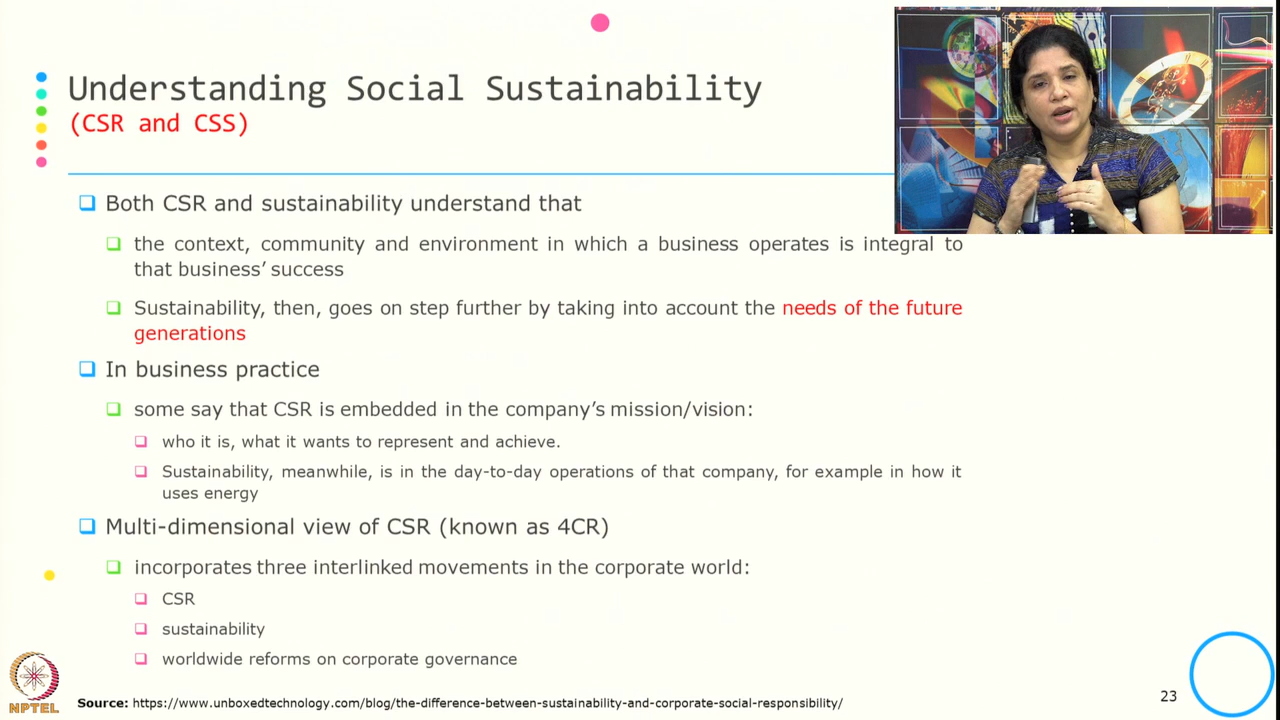 Understanding Social Sustainability
(CSR and CSS)
❑ Both CSR and sustainability understand that
❑ the context, community and environment in which a business operates is integral to
that business’ success
❑ Sustainability, then, goes on step further by taking into account the needs of the future
generations
❑ In business practice
❑ some say that CSR is embedded in the company’s mission/vision:
❑ who it is, what it wants to represent and achieve.
❑ Sustainability, meanwhile, is in the day-to-day operations of that company, for example in how it
uses energy
❑ Multi-dimensional view of CSR (known as 4CR)
❑ incorporates three interlinked movements in the corporate world:
❑ CSR
❑ sustainability
❑ worldwide reforms on corporate governance
23
NPTEL
Source: https://www.unboxedtechnology.com/blog/the-difference-between-sustainability-and-corporate-social-responsibility/